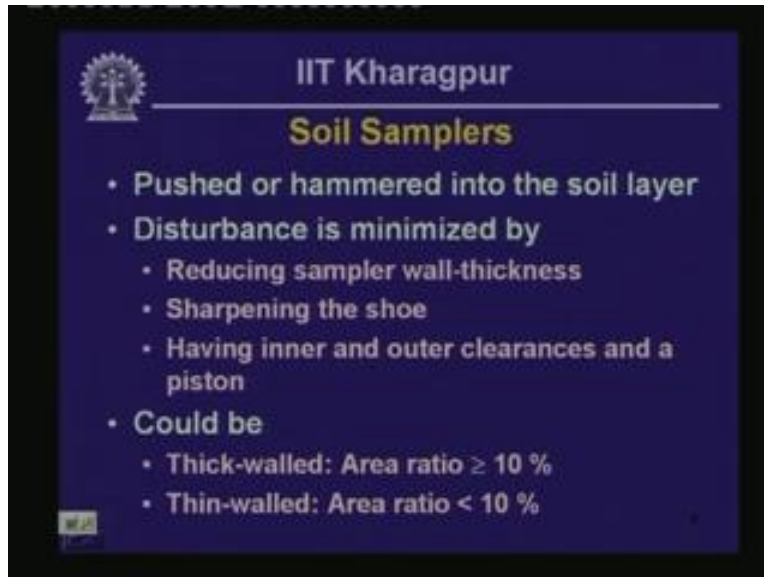 IIT Kharagpur
Soil Samplers
• Pushed or hammered into the soil layer
• Disturbance is minimized by
• Reducing sampler wall-thickness
• Sharpening the shoe
• Having inner and outer clearances and a
piston
• Could be
• Thick-walled: Area ratio ≥ 10 %
• Thin-walled: Area ratio < 10 %